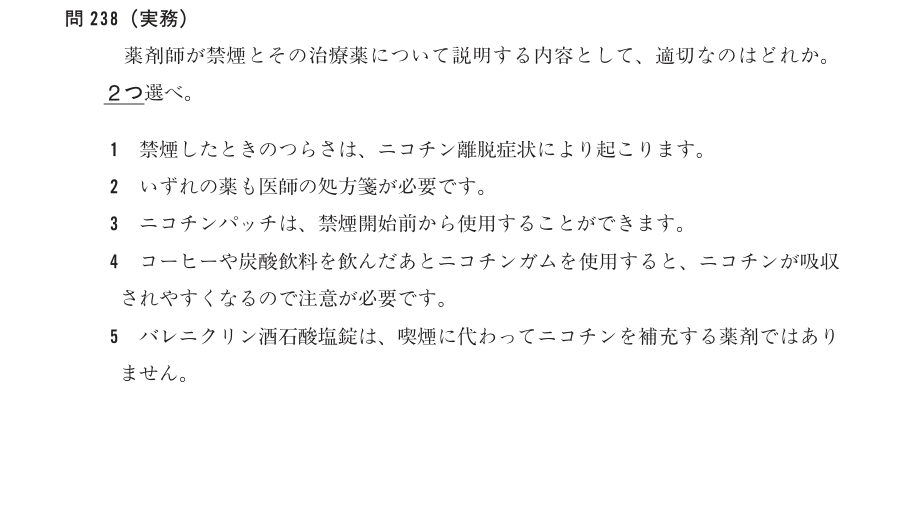 問 238（実務）
薬剤師が禁煙とその治療薬について説明する内容として、適切なのはどれか。
２つ選べ。
1　禁煙したときのつらさは、ニコチン離脱症状により起こります。
2　いずれの薬も医師の処方箋が必要です。
3　ニコチンパッチは、禁煙開始前から使用することができます。
4　コーヒーや炭酸飲料を飲んだあとニコチンガムを使用すると、ニコチンが吸収
されやすくなるので注意が必要です。
5　バレニクリン酒石酸塩錠は、喫煙に代わってニコチンを補充する薬剤ではあり
ません。